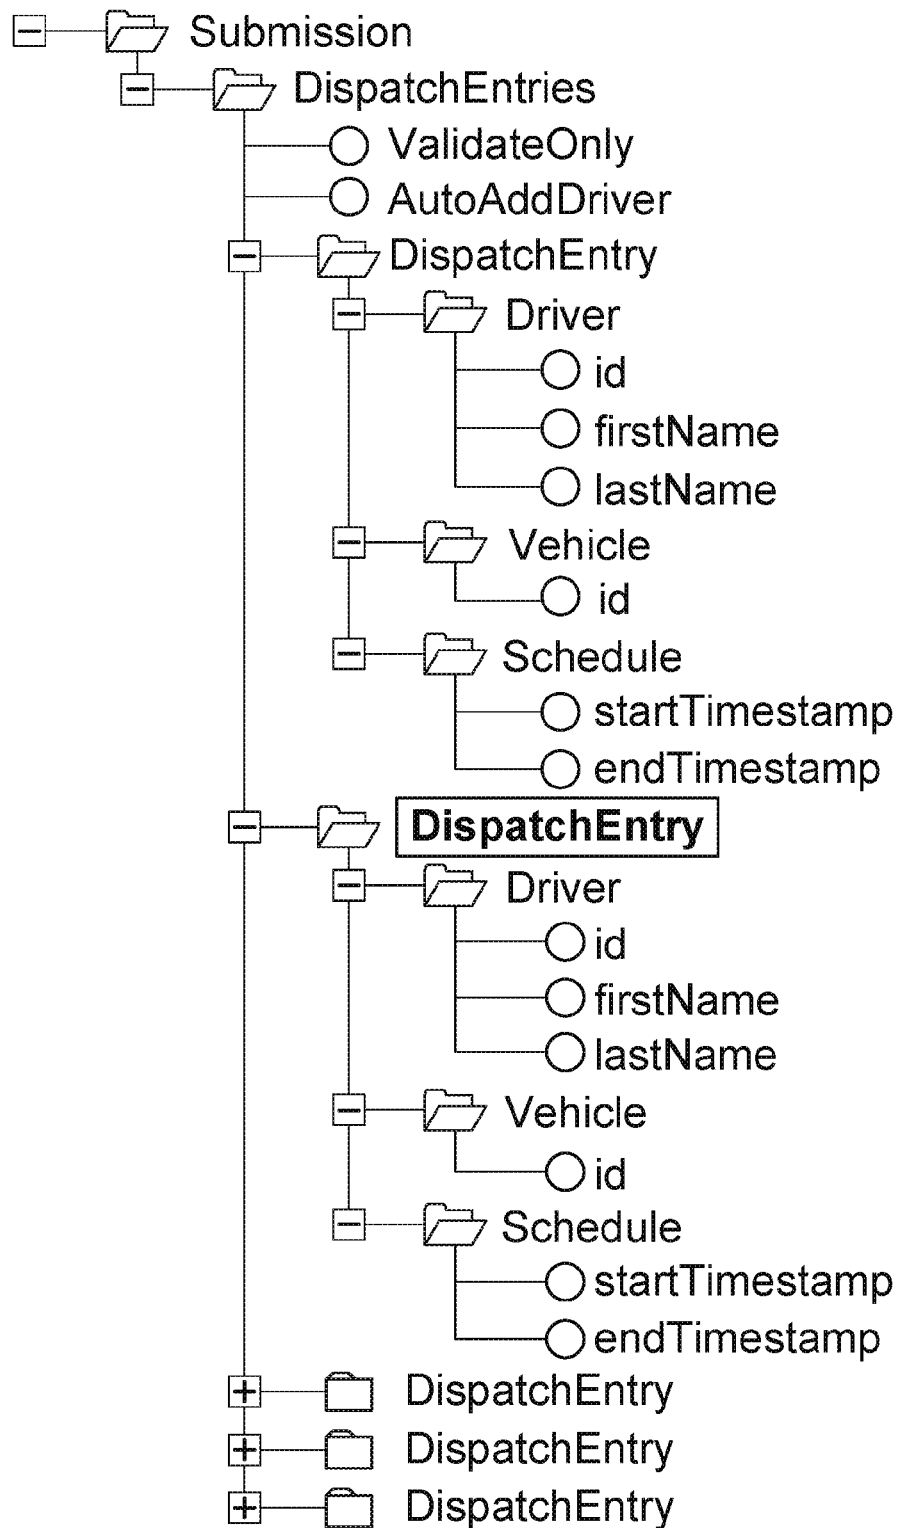 Submission
DispatchEntries
ValidateOnly
AutoAddDriver
DispatchEntry
Driver
id
firstName
lastName
Vehicle
id
Schedule
startTimestamp
endTimestamp
DispatchEntry
Driver
id
firstName
lastName
Vehicle
id
Schedule
startTimestamp
endTimestamp
DispatchEntry
DispatchEntry
DispatchEntry